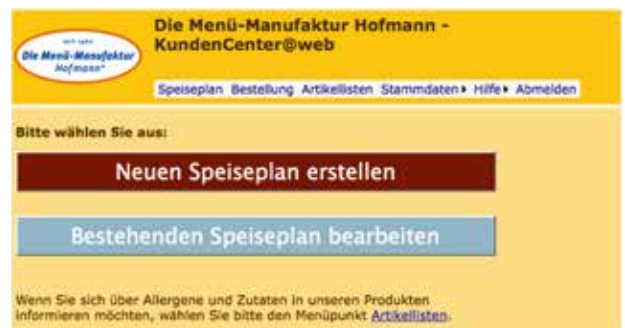 Die Menü-Manufaktur Hofmann -
KundenCenter@web
seit 1960
Die Menü-Manufaktur
Hofmann®
Speiseplan Bestellung Artikellisten Stammdaten Hilfe Abmelden
Bitte wählen Sie aus:
Neuen Speiseplan erstellen
Bestehenden Speiseplan bearbeiten
Wenn Sie sich über Allergene und Zutaten in unseren Produkten
informieren möchten, wählen Sie bitte den Menüpunkt Artikellisten.